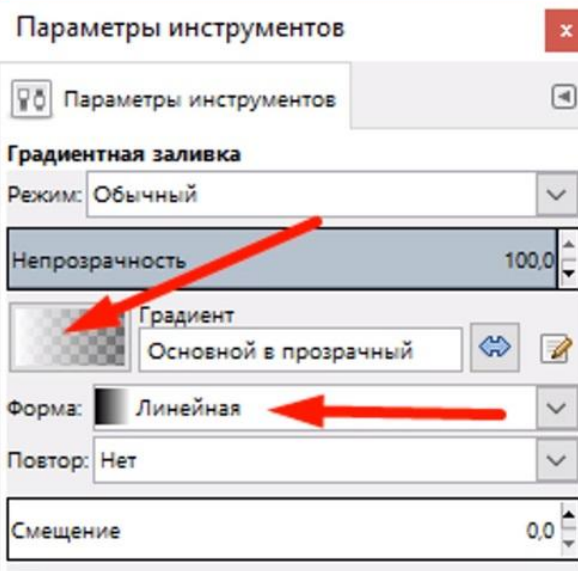 Параметры инструментов
x
Параметры инструментов
Градиентная заливка
Режим: Обычный
Непрозрачность 100,0
Градиент
Основной в прозрачный
Форма: Линейная
Повтор: Нет
Смещение 0,0